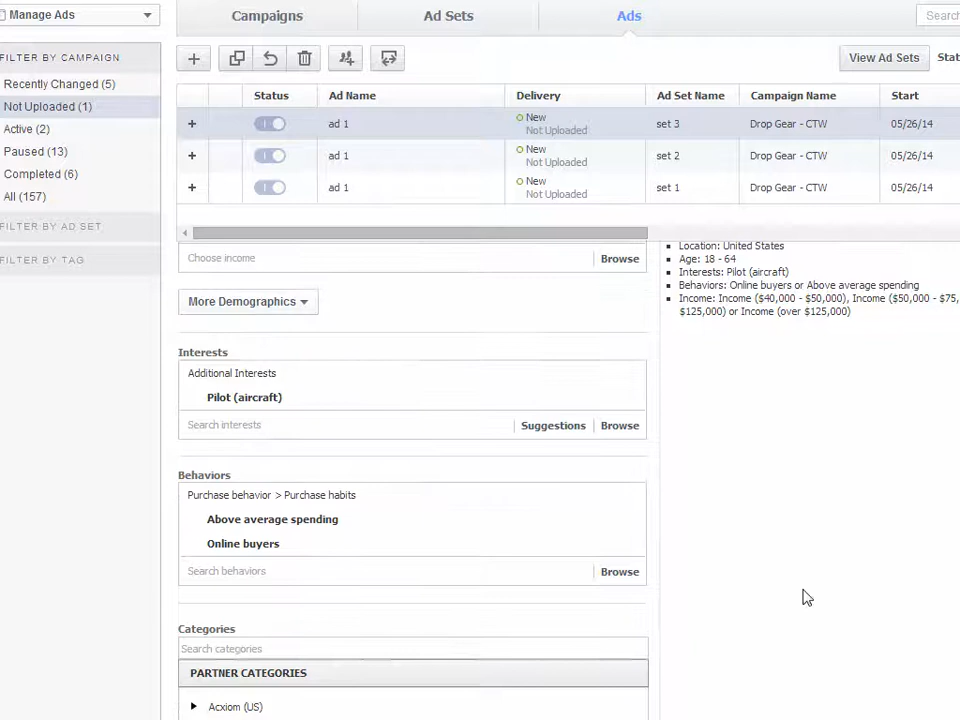 Manage Ads
Campaigns
Ad Sets
Ads
Search
FILTER BY CAMPAIGN
Recently Changed (5)
Not Uploaded (1)
Active (2)
Paused (13)
Completed (6)
All (157)
FILTER BY AD SET
FILTER BY TAG
View Ad Sets
Stat
Status Ad Name Delivery Ad Set Name Campaign Name Start
ad 1 New set 3 Drop Gear - CTW 05/26/14
Not Uploaded
ad 1 New set 2 Drop Gear - CTW 05/26/14
Not Uploaded
ad 1 New set 1 Drop Gear - CTW 05/26/14
Not Uploaded
Choose income Browse
More Demographics
Interests
Additional Interests
Pilot (aircraft)
Search interests Suggestions Browse
Behaviors
Purchase behavior > Purchase habits
Above average spending
Online buyers
Search behaviors Browse
Categories
Search categories
PARTNER CATEGORIES
Acxiom (US)
Location: United States
Age: 18 - 64
Interests: Pilot (aircraft)
Behaviors: Online buyers or Above average spending
Income: Income ($40,000 - $50,000), Income ($50,000 - $75,
$125,000) or Income (over $125,000)